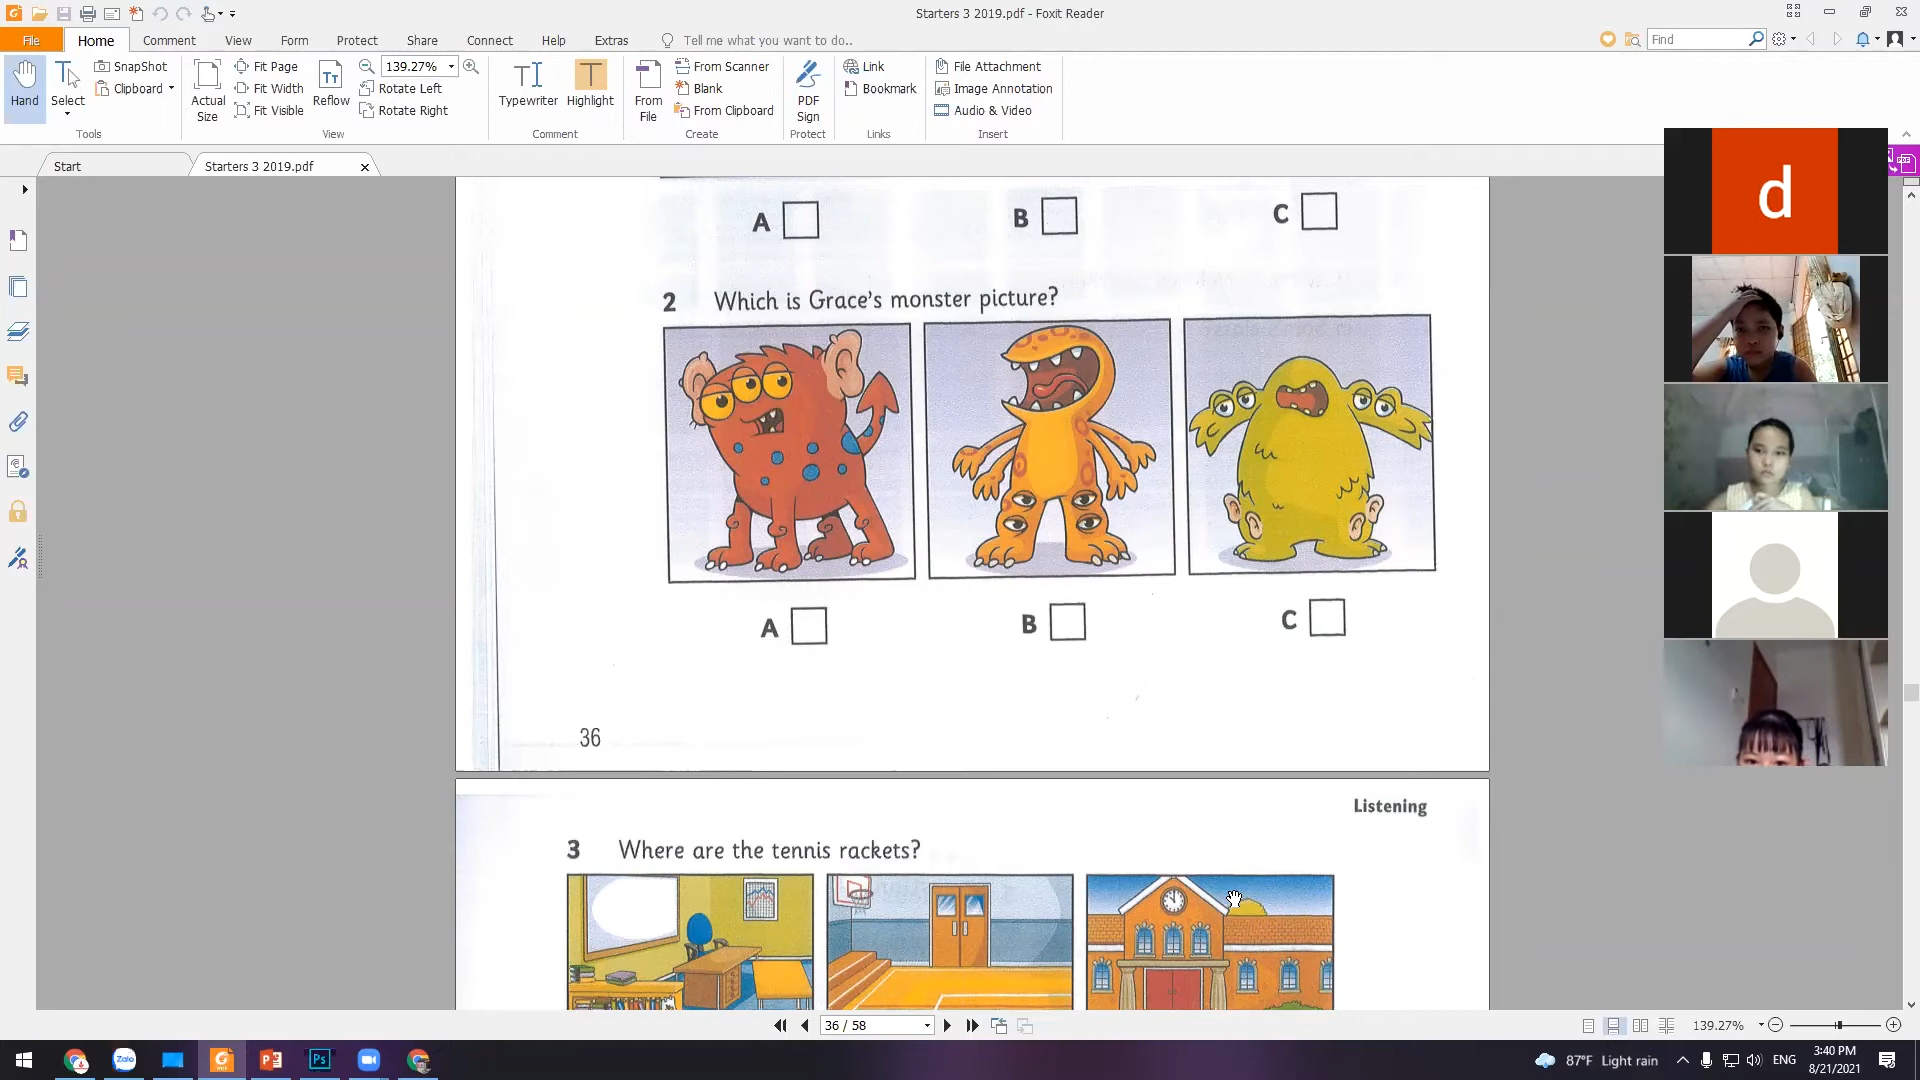 Starters 3 2019.pdf - Foxit Reader
File Home Comment View Form Protect Share Connect Help Extras Tell me what you want to do.. Find
Hand
Select
SnapShot
Clipboard
Tools
Actual Size
Fit Page
Fit Width
Fit Visible
Reflow
139.27%
Rotate Left
Rotate Right
View
Typewriter
Highlight
Comment
From File
From Scanner
Blank
From Clipboard
Create
PDF Sign
Protect
Link
Bookmark
Links
File Attachment
Image Annotation
Audio & Video
Insert
Start
Starters 3 2019.pdf
d
A B C
2 Which is Grace's monster picture?
A B C
36
Listening
3 Where are the tennis rackets?
36 / 58
139.27%
Zalo
Ps
87°F Light rain
ENG
3:40 PM
8/21/2021